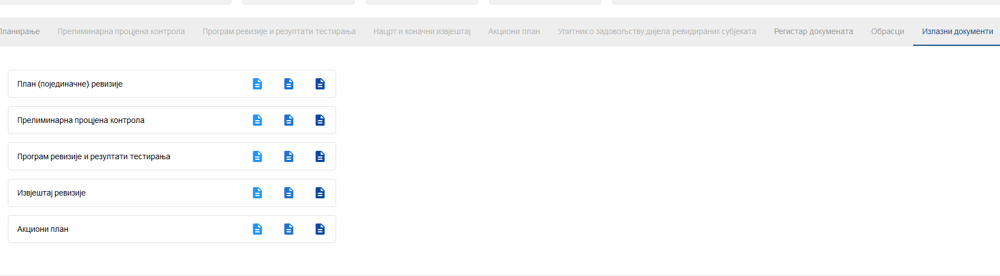 Планирање Прелиминарна процјена контрола Програм ревизије и резултати тестирања Нацрт и коначни извјештај Акциони план Упитник о задовољству дијела ревидираних субјеката Регистар докумената Обрасци Излазни документи
План (појединачне) ревизије
Прелиминарна процјена контрола
Програм ревизије и резултати тестирања
Извјештај ревизије
Акциони план